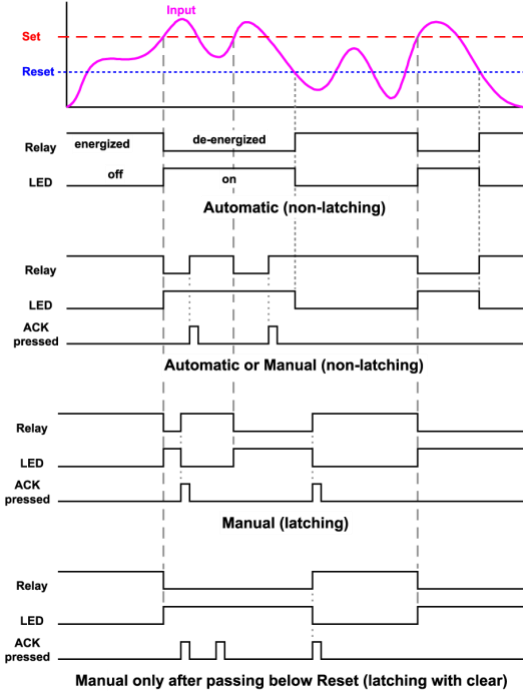 Input
Set
Reset
Relay energized de-energized
LED off on
Automatic (non-latching)
Relay
LED
ACK
pressed
Automatic or Manual (non-latching)
Relay
LED
ACK
pressed
Manual (latching)
Relay
LED
ACK
pressed
Manual only after passing below Reset (latching with clear)